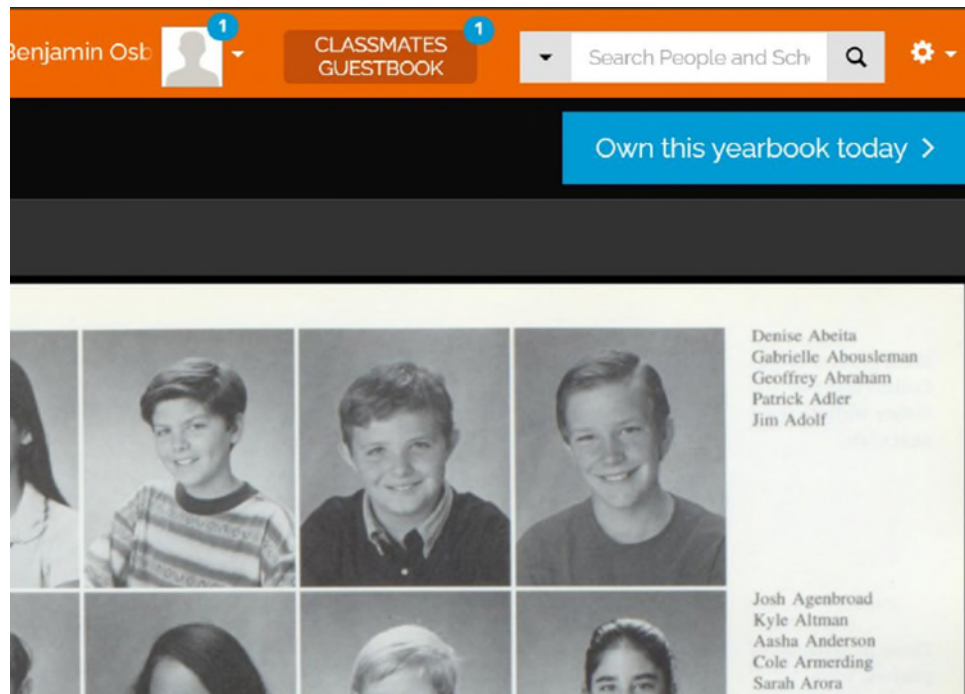 Benjamin Osb
1
CLASSMATES
GUESTBOOK
1
Search People and Sch
Own this yearbook today >
Denise Abeita
Gabrielle Abousleman
Geoffrey Abraham
Patrick Adler
Jim Adolf
Josh Agenbroad
Kyle Altman
Aasha Anderson
Cole Armerding
Sarah Arora